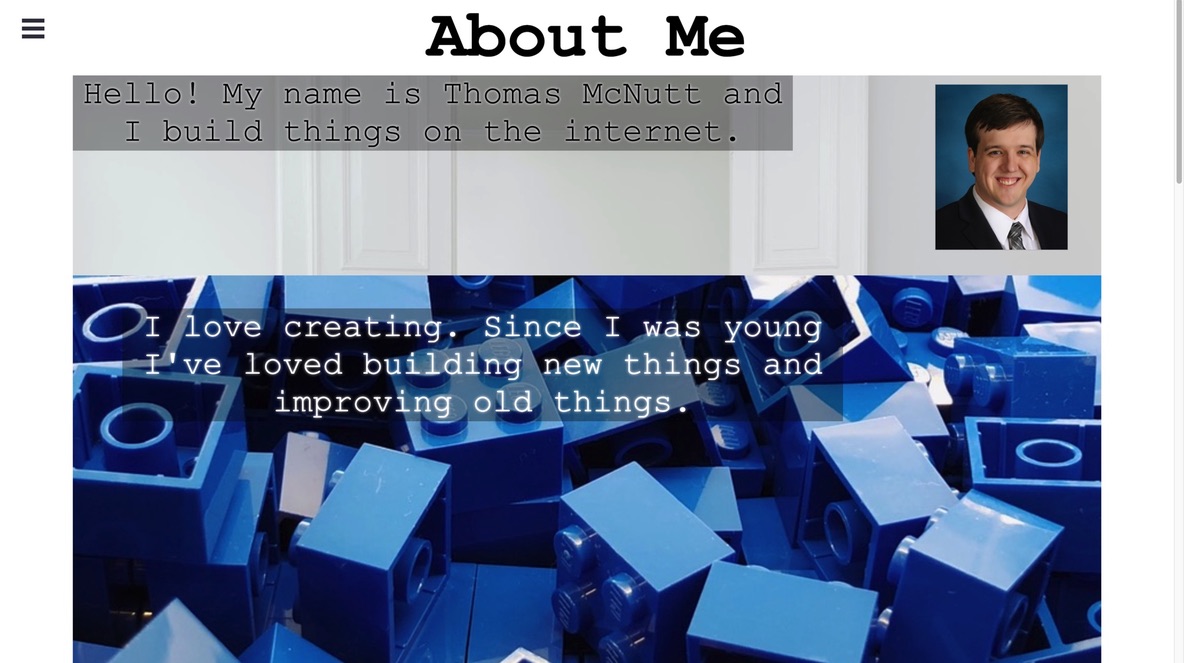 About Me
Hello! My name is Thomas McNutt and
I build things on the internet.
I love creating. Since I was young
I've loved building new things and
improving old things.